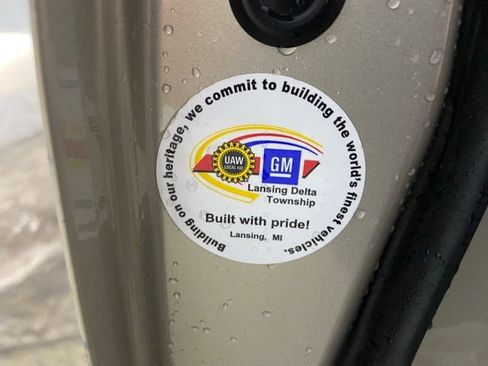 Building on our heritage, we commit to building the world's finest vehicles.
UAW
GM
Lansing Delta
Township
Built with pride!
Lansing, MI